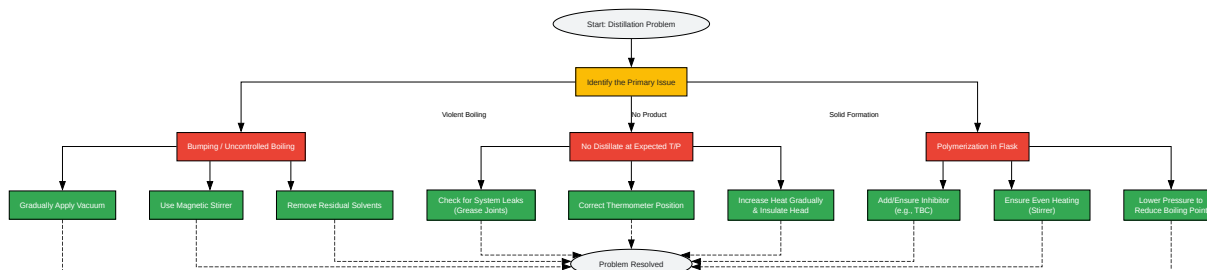 Start: Distillation Problem
Identify the Primary Issue
Violent Boiling
No Product
Solid Formation
Bumping / Uncontrolled Boiling
No Distillate at Expected T/P
Polymerization in Flask
Gradually Apply Vacuum
Use Magnetic Stirrer
Remove Residual Solvents
Check for System Leaks
(Grease Joints)
Correct Thermometer Position
Increase Heat Gradually
& Insulate Head
Add/Ensure Inhibitor
(e.g., TBC)
Ensure Even Heating
(Stirrer)
Lower Pressure to
Reduce Boiling Point
Problem Resolved